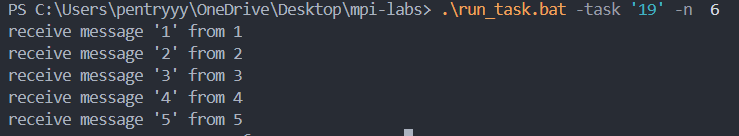 PS C:\Users\pentryyy\OneDrive\Desktop\mpi-labs> .\run_task.bat -task '19' -n  6
receive message '1' from 1
receive message '2' from 2
receive message '3' from 3
receive message '4' from 4
receive message '5' from 5